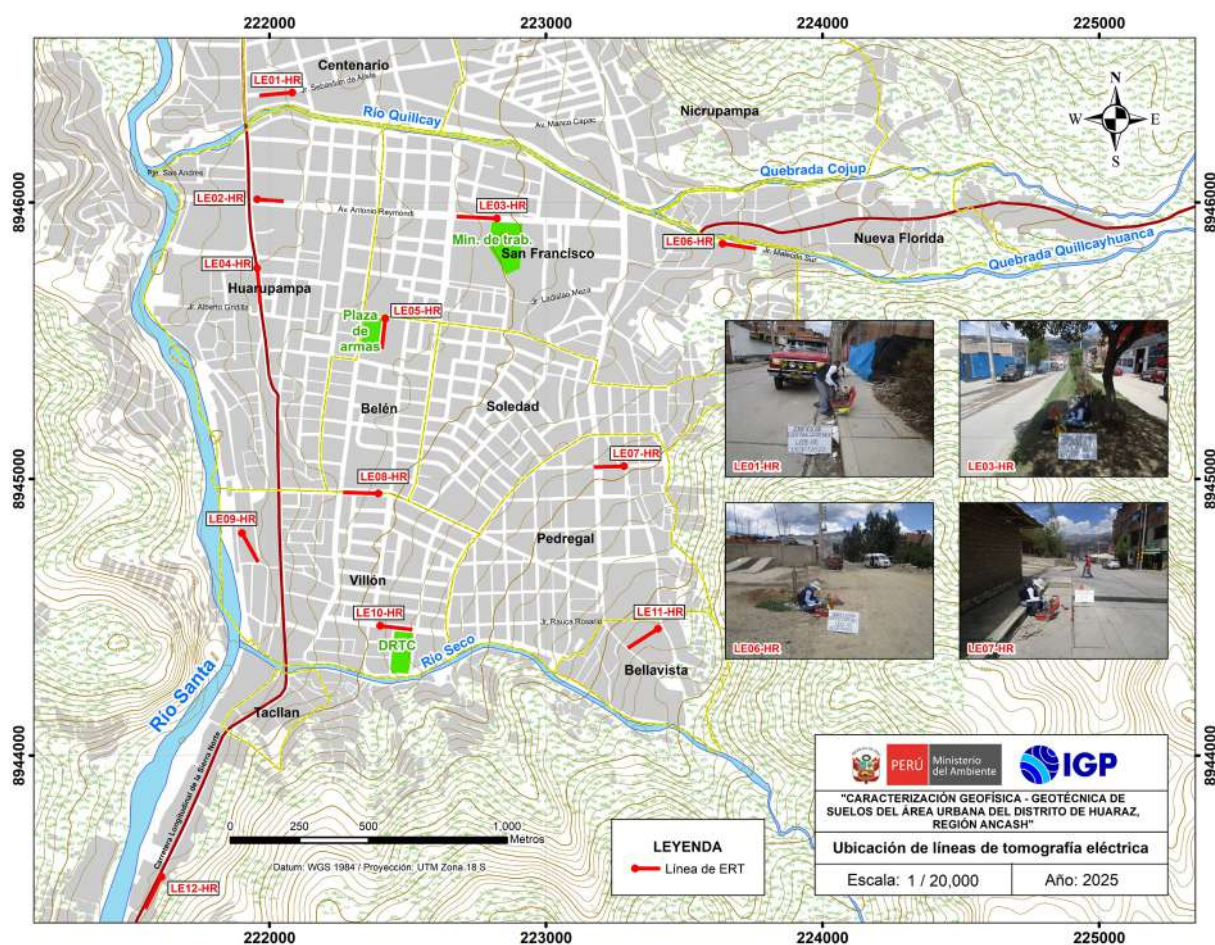 222000
223000
224000
225000
Centenario
LE01-HR
Jr. Sebastián de Aliste
Río Quillcay
Av. Manco Capac
Nicrupampa
N
W
E
S
Quebrada Cojup
8946000
8946000
Pje. San Andrés
LE02-HR
Av. Antonio Raymondi
LE03-HR
Min. de trab.
San Francisco
LE06-HR
Jr. Malecón Sur
Nueva Florida
Quebrada Quillcayhuanca
LE04-HR
Huarupampa
Jr. Alberto Gridilla
Jr. Ladislao Meza
LE05-HR
Plaza
de
armas
Belén
Soledad
LE01-HR
LE03-HR
LE07-HR
8945000
8945000
LE08-HR
LE09-HR
Pedregal
Villón
LE10-HR
LE11-HR
Jr. Rauca Rosario
DRTC
Río Seco
Bellavista
LE06-HR
LE07-HR
Río Santa
Tacllan
8944000
8944000
Carretera Longitudinal de la Sierra Norte
0
250
500
1,000
Metros
Datum: WGS 1984 / Proyección: UTM Zona 18 S
LE12-HR
LEYENDA
Línea de ERT
PERÚ
Ministerio
del Ambiente
IGP
"CARACTERIZACIÓN GEOFÍSICA - GEOTÉCNICA DE
SUELOS DEL ÁREA URBANA DEL DISTRITO DE HUARAZ,
REGIÓN ANCASH"
Ubicación de líneas de tomografía eléctrica
Escala: 1 / 20,000
Año: 2025
222000
223000
224000
225000